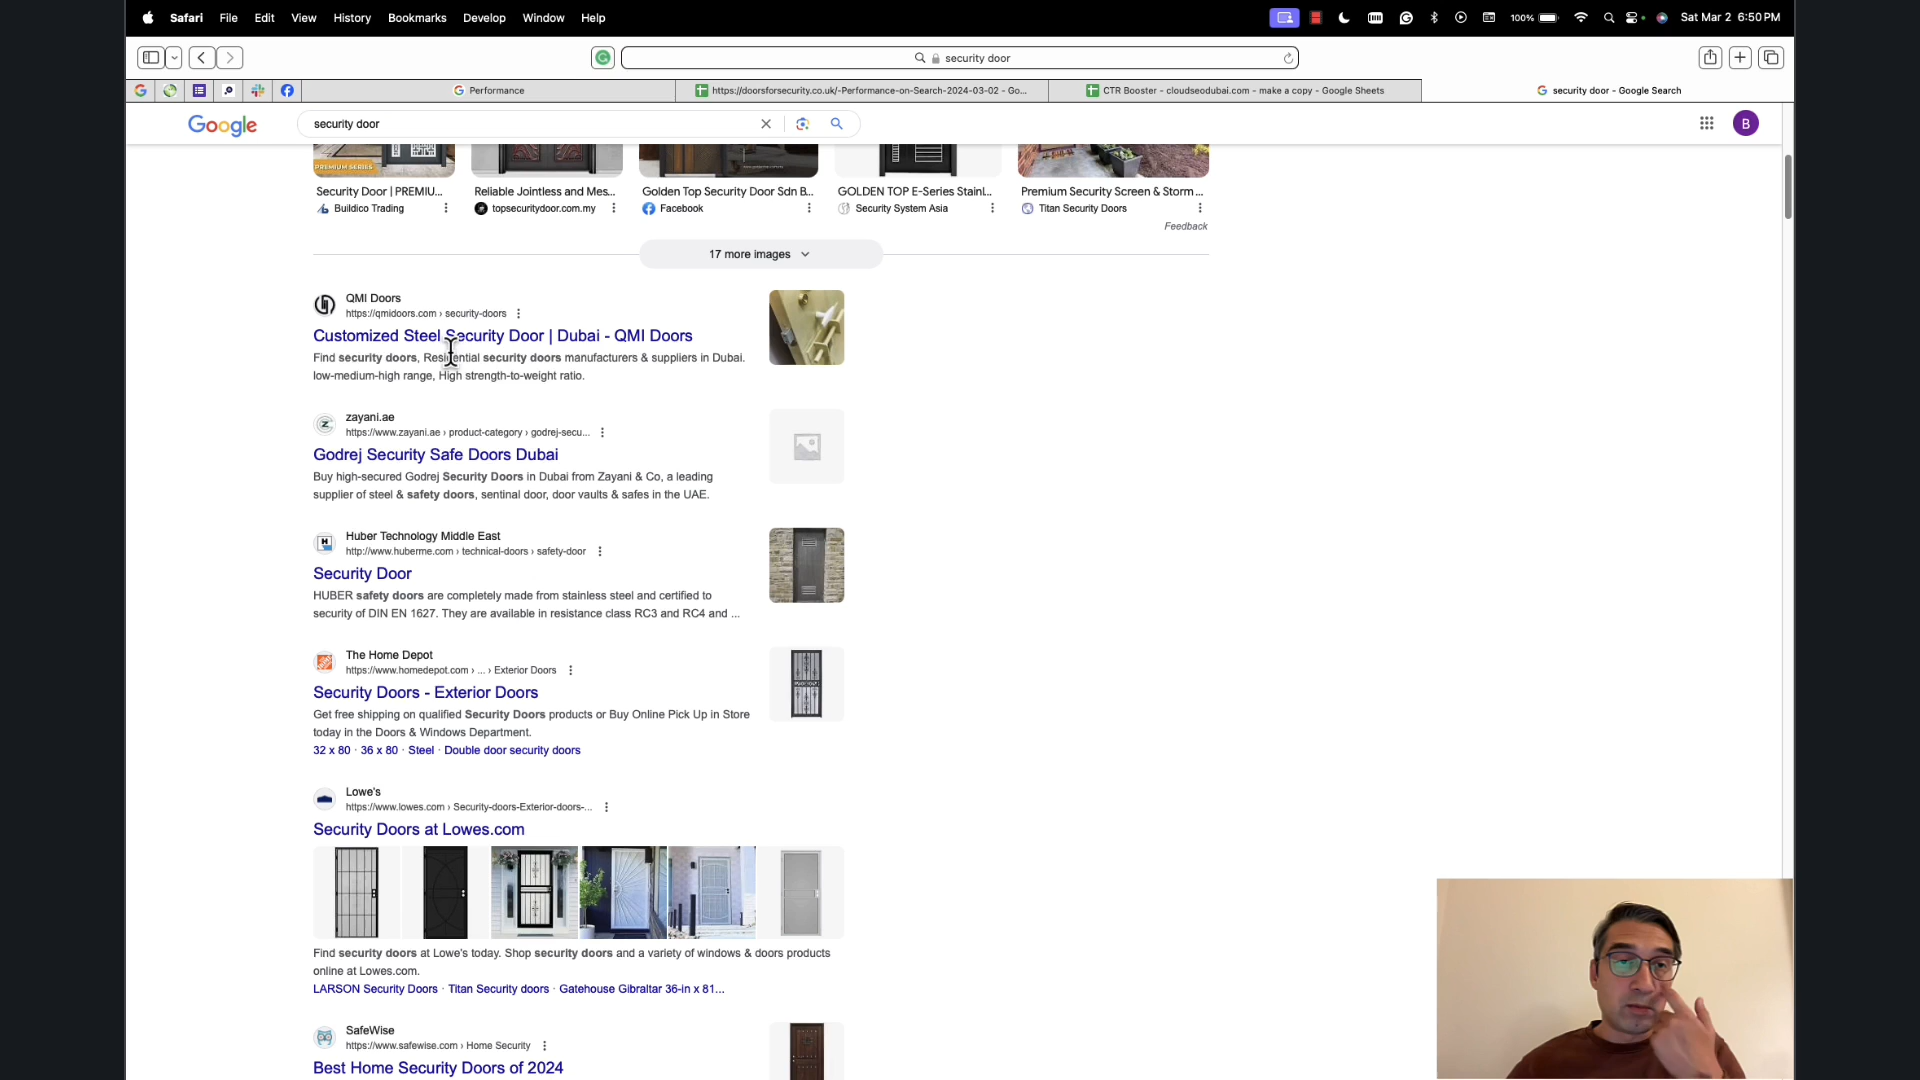 Safari File Edit View History Bookmarks Develop Window Help 100% Sat Mar 2 6:50 PM
security door
Performance
https://doorsforsecurity.co.uk/-Performance-on-Search-2024-03-02 - Go...
CTR Booster - cloudseodubai.com - make a copy - Google Sheets
security door - Google Search
Google security door B
PREMIUM SERIES
Security Door | PREMIU...
Buildico Trading
Reliable Jointless and Mes...
topsecuritydoor.com.my
Golden Top Security Door Sdn B...
Facebook
GOLDEN TOP E-Series Stainl...
Security System Asia
Premium Security Screen & Storm ...
Titan Security Doors
Feedback
17 more images
QMI Doors
https://qmidoors.com › security-doors
Customized Steel Security Door | Dubai - QMI Doors
Find security doors, Residential security doors manufacturers & suppliers in Dubai.
low-medium-high range, High strength-to-weight ratio.
zayani.ae
https://www.zayani.ae › product-category › godrej-secu...
Godrej Security Safe Doors Dubai
Buy high-secured Godrej Security Doors in Dubai from Zayani & Co, a leading
supplier of steel & safety doors, sentinal door, door vaults & safes in the UAE.
Huber Technology Middle East
http://www.huberme.com › technical-doors › safety-door
Security Door
HUBER safety doors are completely made from stainless steel and certified to
security of DIN EN 1627. They are available in resistance class RC3 and RC4 and ...
The Home Depot
https://www.homedepot.com › ... › Exterior Doors
Security Doors - Exterior Doors
Get free shipping on qualified Security Doors products or Buy Online Pick Up in Store
today in the Doors & Windows Department.
32 x 80 · 36 x 80 · Steel · Double door security doors
Lowe's
https://www.lowes.com › Security-doors-Exterior-doors-...
Security Doors at Lowes.com
Find security doors at Lowe's today. Shop security doors and a variety of windows & doors products
online at Lowes.com.
LARSON Security Doors · Titan Security doors · Gatehouse Gibraltar 36-in x 81...
SafeWise
https://www.safewise.com › Home Security
Best Home Security Doors of 2024